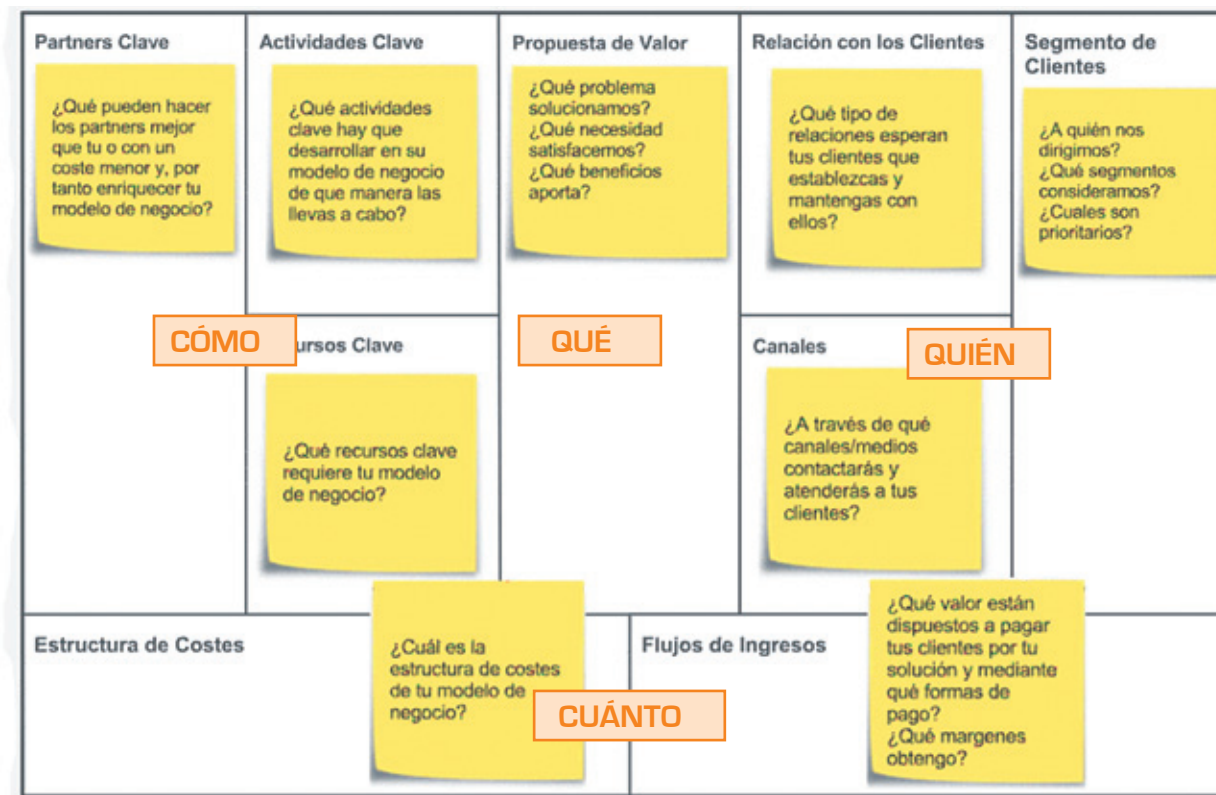 Partners Clave
¿Qué pueden hacer
los partners mejor
que tu o con un
coste menor y, por
tanto enriquecer tu
modelo de negocio?
Actividades Clave
¿Qué actividades
clave hay que
desarrollar en su
modelo de negocio
de que manera las
llevas a cabo?
Propuesta de Valor
¿Qué problema
solucionamos?
¿Qué necesidad
satisfacemos?
¿Qué beneficios
aporta?
Relación con los Clientes
¿Qué tipo de
relaciones esperan
tus clientes que
establezcas y
mantengas con
ellos?
Segmento de
Clientes
¿A quién nos
dirigimos?
¿Qué segmentos
consideramos?
¿Cuales son
prioritarios?
CÓMO
ursos Clave
¿Qué recursos clave
requiere tu modelo
de negocio?
QUÉ
Canales
QUIÉN
¿A través de qué
canales/medios
contactarás y
atenderás a tus
clientes?
Estructura de Costes
¿Cuál es la
estructura de costes
de tu modelo de
negocio?
CUÁNTO
Flujos de Ingresos
¿Qué valor están
dispuestos a pagar
tus clientes por tu
solución y mediante
qué formas de
pago?
¿Qué margenes
obtengo?